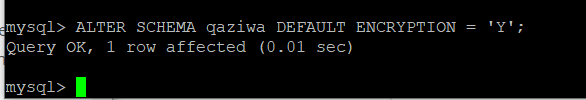 mysql> ALTER SCHEMA qaziwa DEFAULT ENCRYPTION = 'Y';
Query OK, 1 row affected (0.01 sec)
mysql>